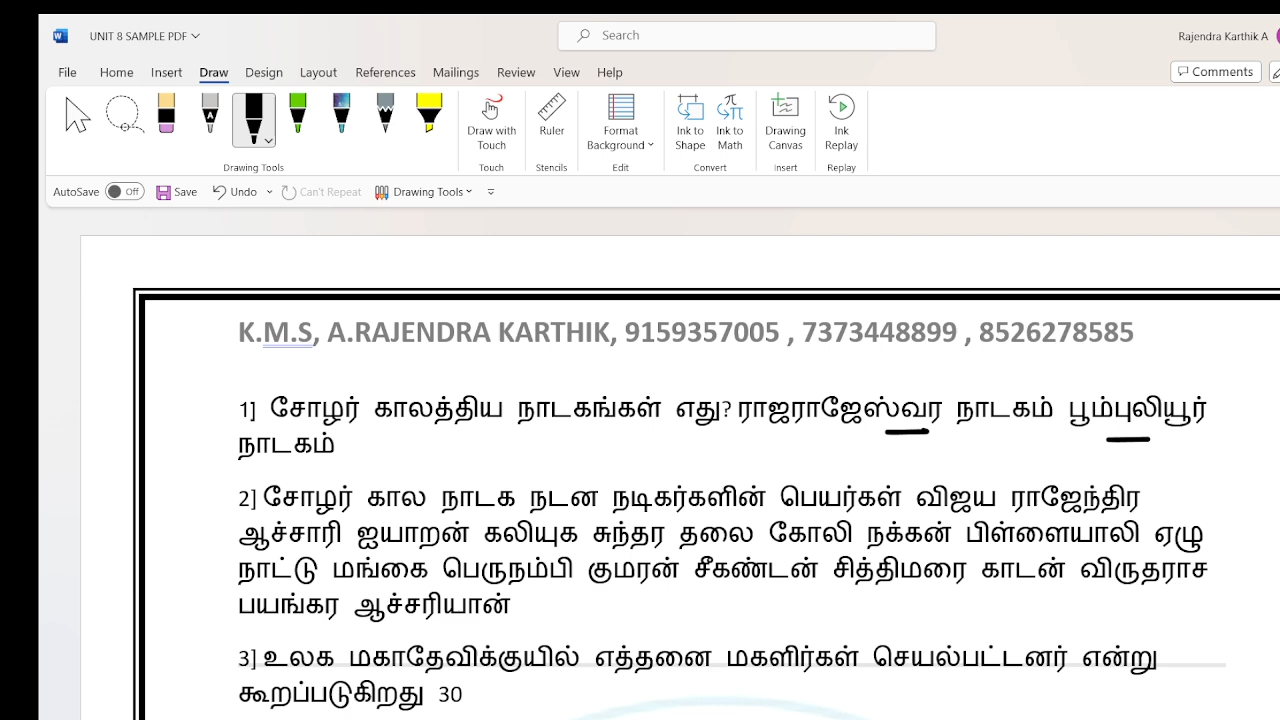 UNIT 8 SAMPLE PDF
Search
Rajendra Karthik A
File Home Insert Draw Design Layout References Mailings Review View Help
Comments
Draw with Touch
Ruler
Format Background
Ink to Shape
Ink to Math
Drawing Canvas
Ink Replay
Drawing Tools Touch Stencils Edit Convert Insert Replay
AutoSave Off Save Undo Can't Repeat Drawing Tools
K.M.S, A.RAJENDRA KARTHIK, 9159357005 , 7373448899 , 8526278585
1] சோழர் காலத்திய நாடகங்கள் எது? ராஜராஜேஸ்வர நாடகம் பூம்புலியூர்
நாடகம்
2] சோழர் கால நாடக நடன நடிகர்களின் பெயர்கள் விஜய ராஜேந்திர
ஆச்சாரி ஐயாறன் கலியுக சுந்தர தலை கோலி நக்கன் பிள்ளையாலி ஏழு
நாட்டு மங்கை பெருநம்பி குமரன் சீகண்டன் சித்திமரை காடன் விருதராச
பயங்கர ஆச்சரியான்
3] உலக மகாதேவிக்குயில் எத்தனை மகளிர்கள் செயல்பட்டனர் என்று
கூறப்படுகிறது 30